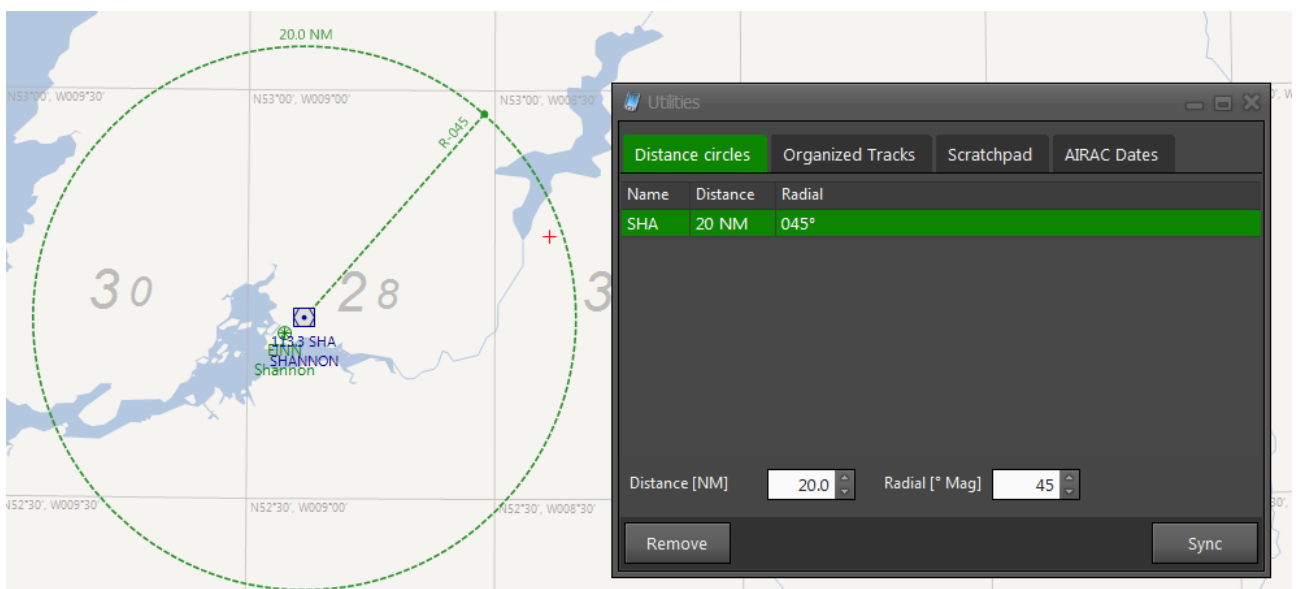 20.0 NM
N53°00', W009°30'
N53°00', W009°00'
N53°00', W008°30'
R-045
30
28
3
113.3 SHA
EINN
SHANNON
Shannon
N52°30', W009°30'
N52°30', W009°00'
N52°30', W008°30'
Utilities
Distance circles Organized Tracks Scratchpad AIRAC Dates
Name Distance Radial
SHA 20 NM 045°
Distance [NM] 20.0 Radial [° Mag] 45
Remove Sync